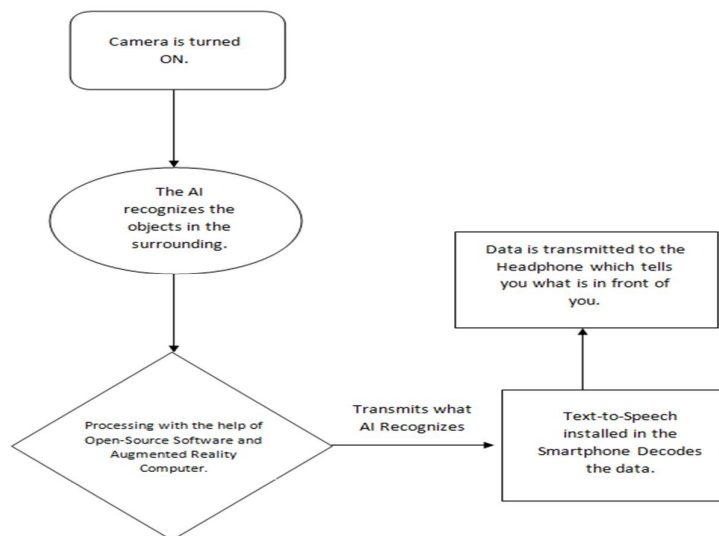 Camera is turned
ON.
The AI
recognizes the
objects in the
surrounding.
Processing with the help of
Open-Source Software and
Augmented Reality
Computer.
Transmits what
AI Recognizes
Text-to-Speech
installed in the
Smartphone Decodes
the data.
Data is transmitted to the
Headphone which tells
you what is in front of
you.